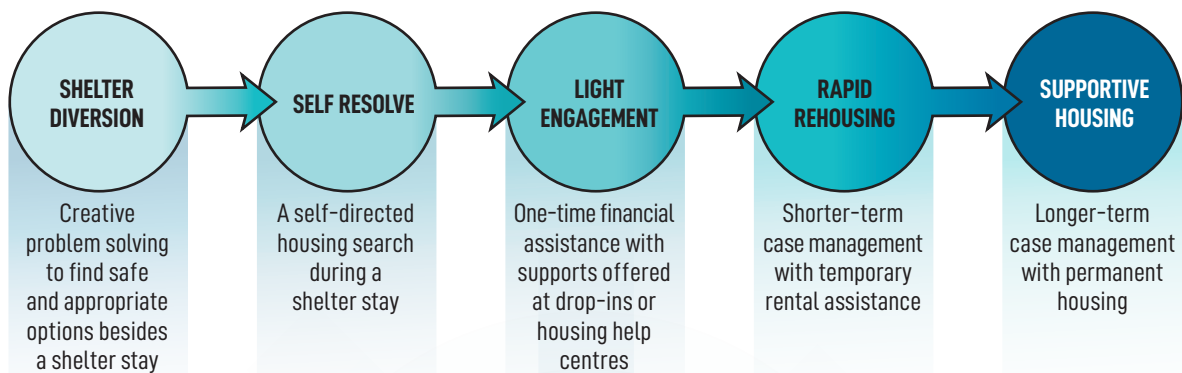 SHELTER
DIVERSION
SELF RESOLVE
LIGHT
ENGAGEMENT
RAPID
REHOUSING
SUPPORTIVE
HOUSING
Creative
problem solving
to find safe
and appropriate
options besides
a shelter stay
A self-directed
housing search
during a
shelter stay
One-time financial
assistance with
supports offered
at drop-ins or
housing help
centres
Shorter-term
case management
with temporary
rental assistance
Longer-term
case management
with permanent
housing